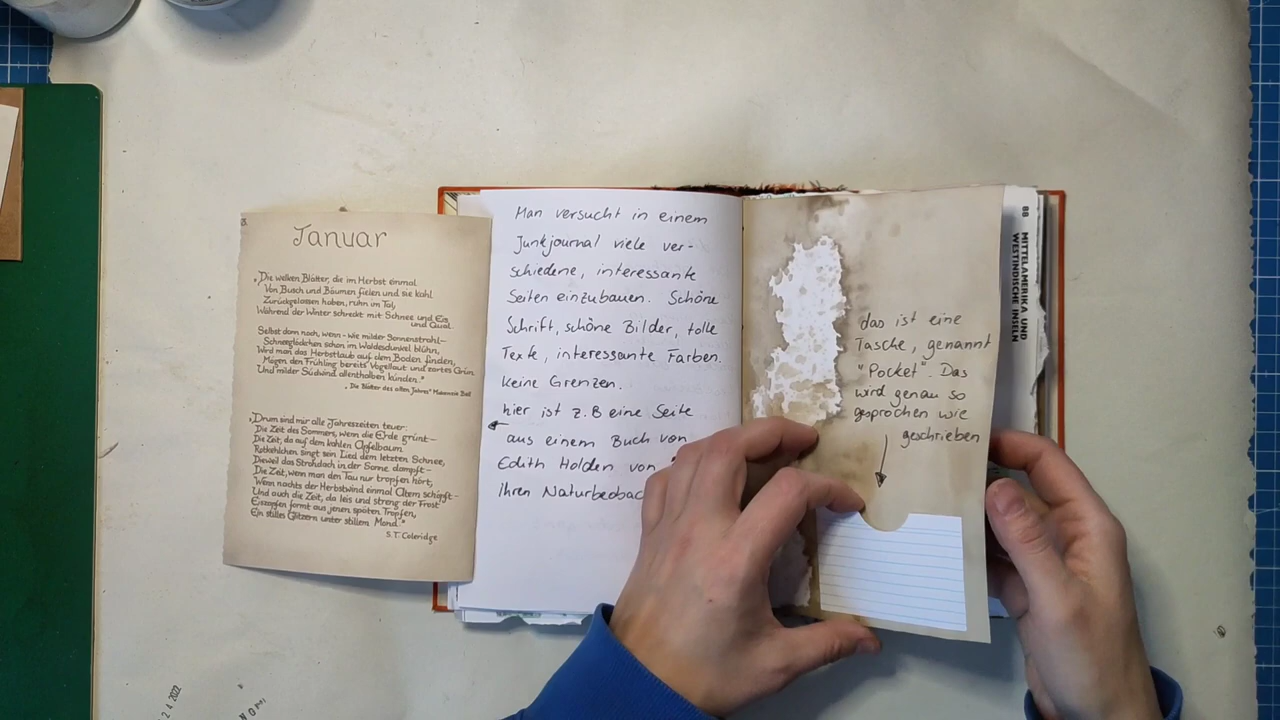 Januar
„Die welken Blätter, die im Herbst einmal
Von Busch und Bäumen fielen und sie kahl
Zurückgelassen haben, ruhn im Tal,
Während der Winter schreckt mit Schnee und Eis
und Qual.
Selbst dann noch, wenn - wie milder Sonnenstrahl-
Schneeglöckchen schon im Waldesdunkel blühn,
Wird man das Herbstlaub auf dem Boden finden,
Mögen den Frühling bereits Vogellaut und zartes Grün
Und milder Südwind allenthalben künden."
„Die Blätter des alten Jahres" Mackenzie Bell
„Drum sind mir alle Jahreszeiten teuer:
Die Zeit des Sommers, wenn die Erde grünt-
Die Zeit, da auf dem kahlen Apfelbaum
Rotkehlchen singt sein Lied dem letzten Schnee,
Dieweil das Strohdach in der Sonne dampft-
Die Zeit, wenn man den Tau nur tropfen hört,
Wenn nachts der Herbstwind einmal Atem schöpft-
Und auch die Zeit, da leis und streng der Frost
Eiszapfen formt aus jenen späten Tropfen,
Ein stilles Glitzern unter stillem Mond."
S.T. Coleridge
Man versucht in einem
Junkjournal viele ver-
schiedene, interessante
Seiten einzubauen. Schöne
Schrift, schöne Bilder, tolle
Texte, interessante Farben.
Keine Grenzen.
hier ist z.B eine Seite
aus einem Buch von
Edith Holden von
ihren Naturbeobac
das ist eine
Tasche, genannt
"Pocket". Das
wird genau so
gesprochen wie
geschrieben
88 MITTELAMERIKA UND
WESTINDISCHE INSELN
2022